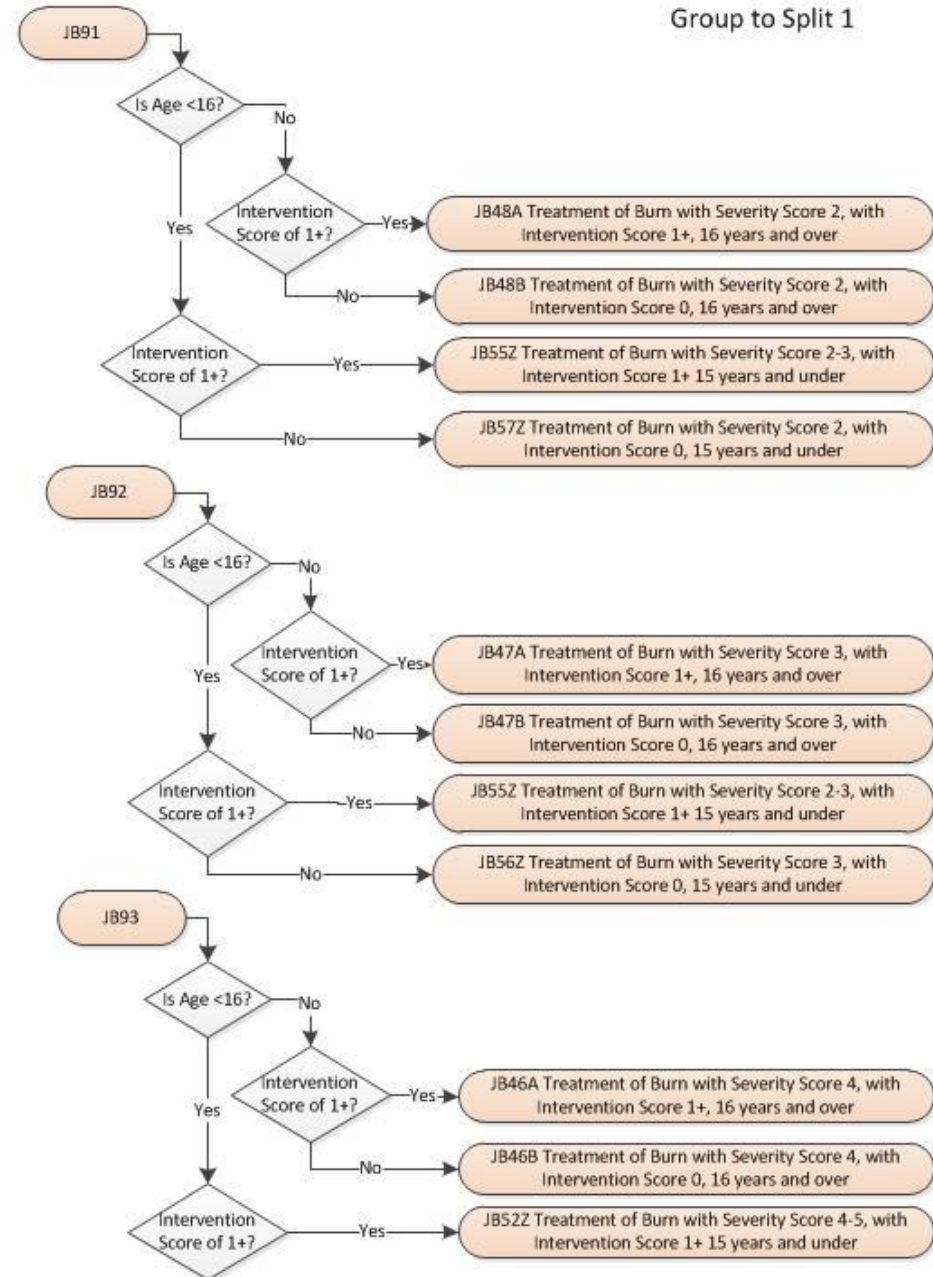 Group to Split 1
JB91
Is Age <16?
No
Yes
Intervention
Score of 1+?
Yes
JB48A Treatment of Burn with Severity Score 2, with
Intervention Score 1+, 16 years and over
No
JB48B Treatment of Burn with Severity Score 2, with
Intervention Score 0, 16 years and over
Intervention
Score of 1+?
Yes
JB55Z Treatment of Burn with Severity Score 2-3, with
Intervention Score 1+ 15 years and under
No
JB57Z Treatment of Burn with Severity Score 2, with
Intervention Score 0, 15 years and under
JB92
Is Age <16?
No
Yes
Intervention
Score of 1+?
Yes
JB47A Treatment of Burn with Severity Score 3, with
Intervention Score 1+, 16 years and over
No
JB47B Treatment of Burn with Severity Score 3, with
Intervention Score 0, 16 years and over
Intervention
Score of 1+?
Yes
JB55Z Treatment of Burn with Severity Score 2-3, with
Intervention Score 1+ 15 years and under
No
JB56Z Treatment of Burn with Severity Score 3, with
Intervention Score 0, 15 years and under
JB93
Is Age <16?
No
Yes
Intervention
Score of 1+?
Yes
JB46A Treatment of Burn with Severity Score 4, with
Intervention Score 1+, 16 years and over
No
JB46B Treatment of Burn with Severity Score 4, with
Intervention Score 0, 16 years and over
Intervention
Score of 1+?
Yes
JB52Z Treatment of Burn with Severity Score 4-5, with
Intervention Score 1+ 15 years and under